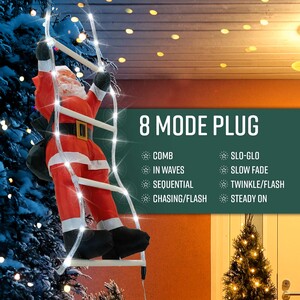 8 MODE PLUG
COMB
IN WAVES
SEQUENTIAL
CHASING/FLASH
SLO-GLO
SLOW FADE
TWINKLE/FLASH
STEADY ON